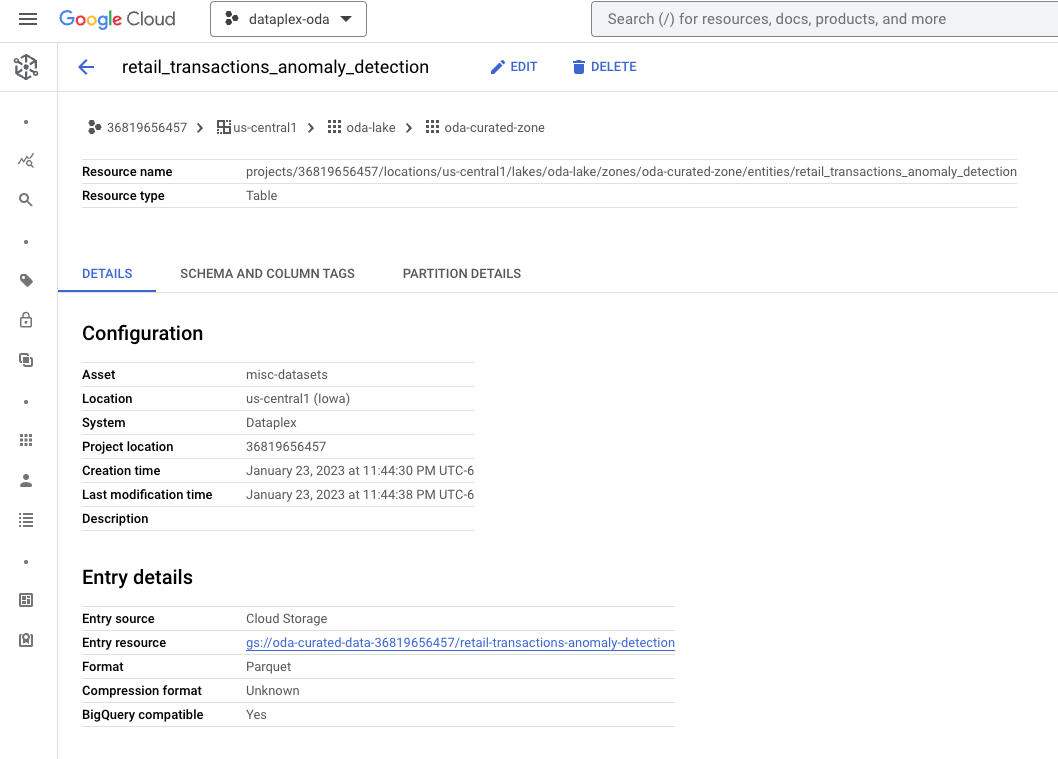 Google Cloud
dataplex-oda
Search (/) for resources, docs, products, and more
retail_transactions_anomaly_detection
EDIT
DELETE
36819656457 us-central1 oda-lake oda-curated-zone
Resource name projects/36819656457/locations/us-central1/lakes/oda-lake/zones/oda-curated-zone/entities/retail_transactions_anomaly_detection
Resource type Table
DETAILS SCHEMA AND COLUMN TAGS PARTITION DETAILS
Configuration
Asset misc-datasets
Location us-central1 (Iowa)
System Dataplex
Project location 36819656457
Creation time January 23, 2023 at 11:44:30 PM UTC-6
Last modification time January 23, 2023 at 11:44:38 PM UTC-6
Description
Entry details
Entry source Cloud Storage
Entry resource gs://oda-curated-data-36819656457/retail-transactions-anomaly-detection
Format Parquet
Compression format Unknown
BigQuery compatible Yes